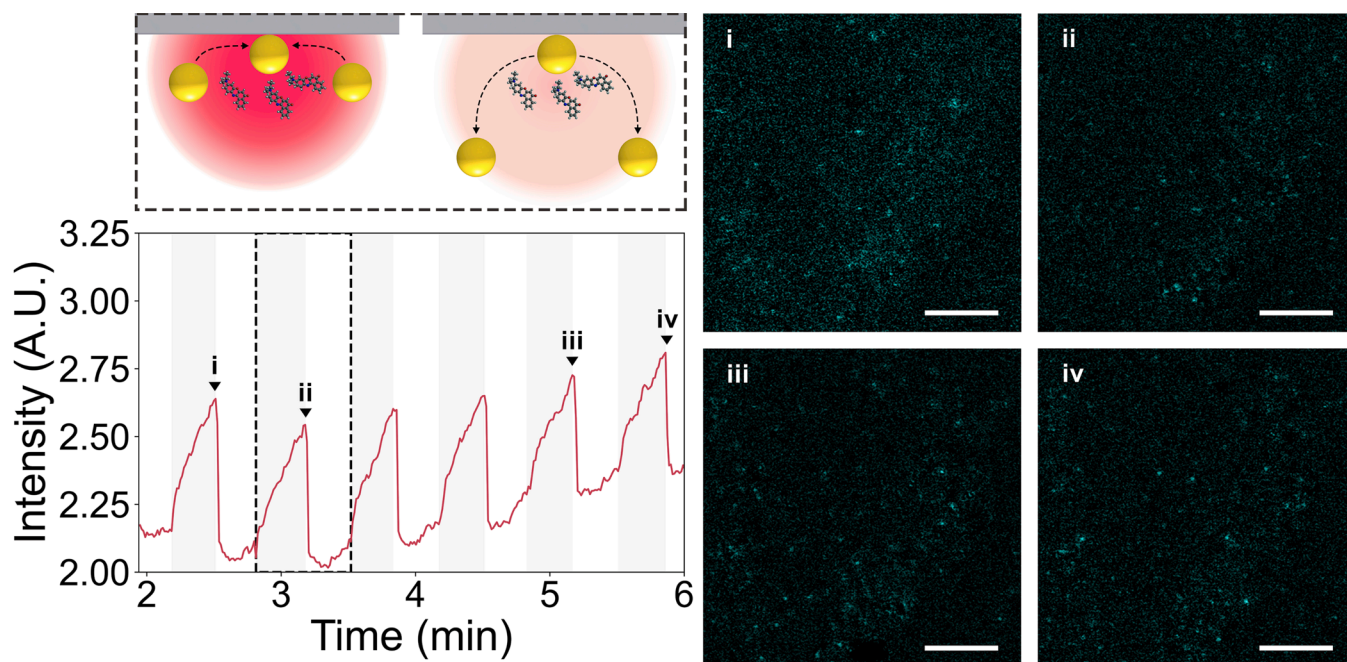 3.25
3.00
2.75
2.50
2.25
2.00
Intensity (A.U.)
i
ii
iii
iv
2
3
4
5
6
Time (min)
i
ii
iii
iv